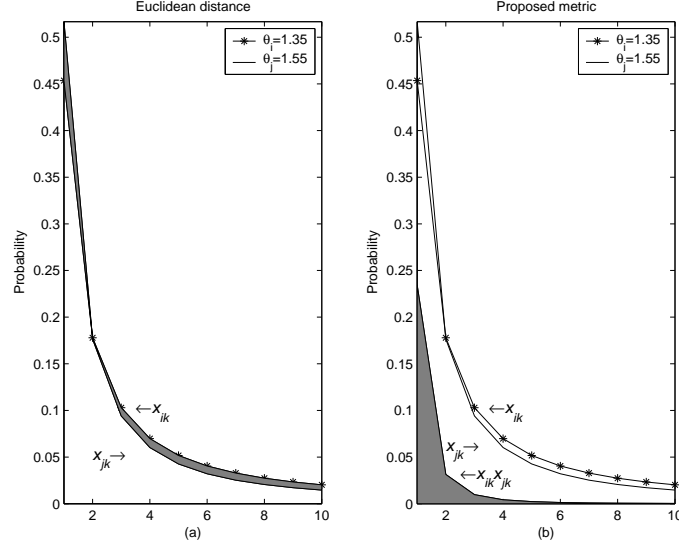 Euclidean distance
Proposed metric
0.5
0.45
0.4
0.35
0.3
0.25
0.2
0.15
0.1
0.05
0
Probability
θi=1.35
θj=1.55
←xik
xjk→
2
4
6
8
10
(a)
0.5
0.45
0.4
0.35
0.3
0.25
0.2
0.15
0.1
0.05
0
Probability
θi=1.35
θj=1.55
←xik
xjk→
←xikxjk
2
4
6
8
10
(b)